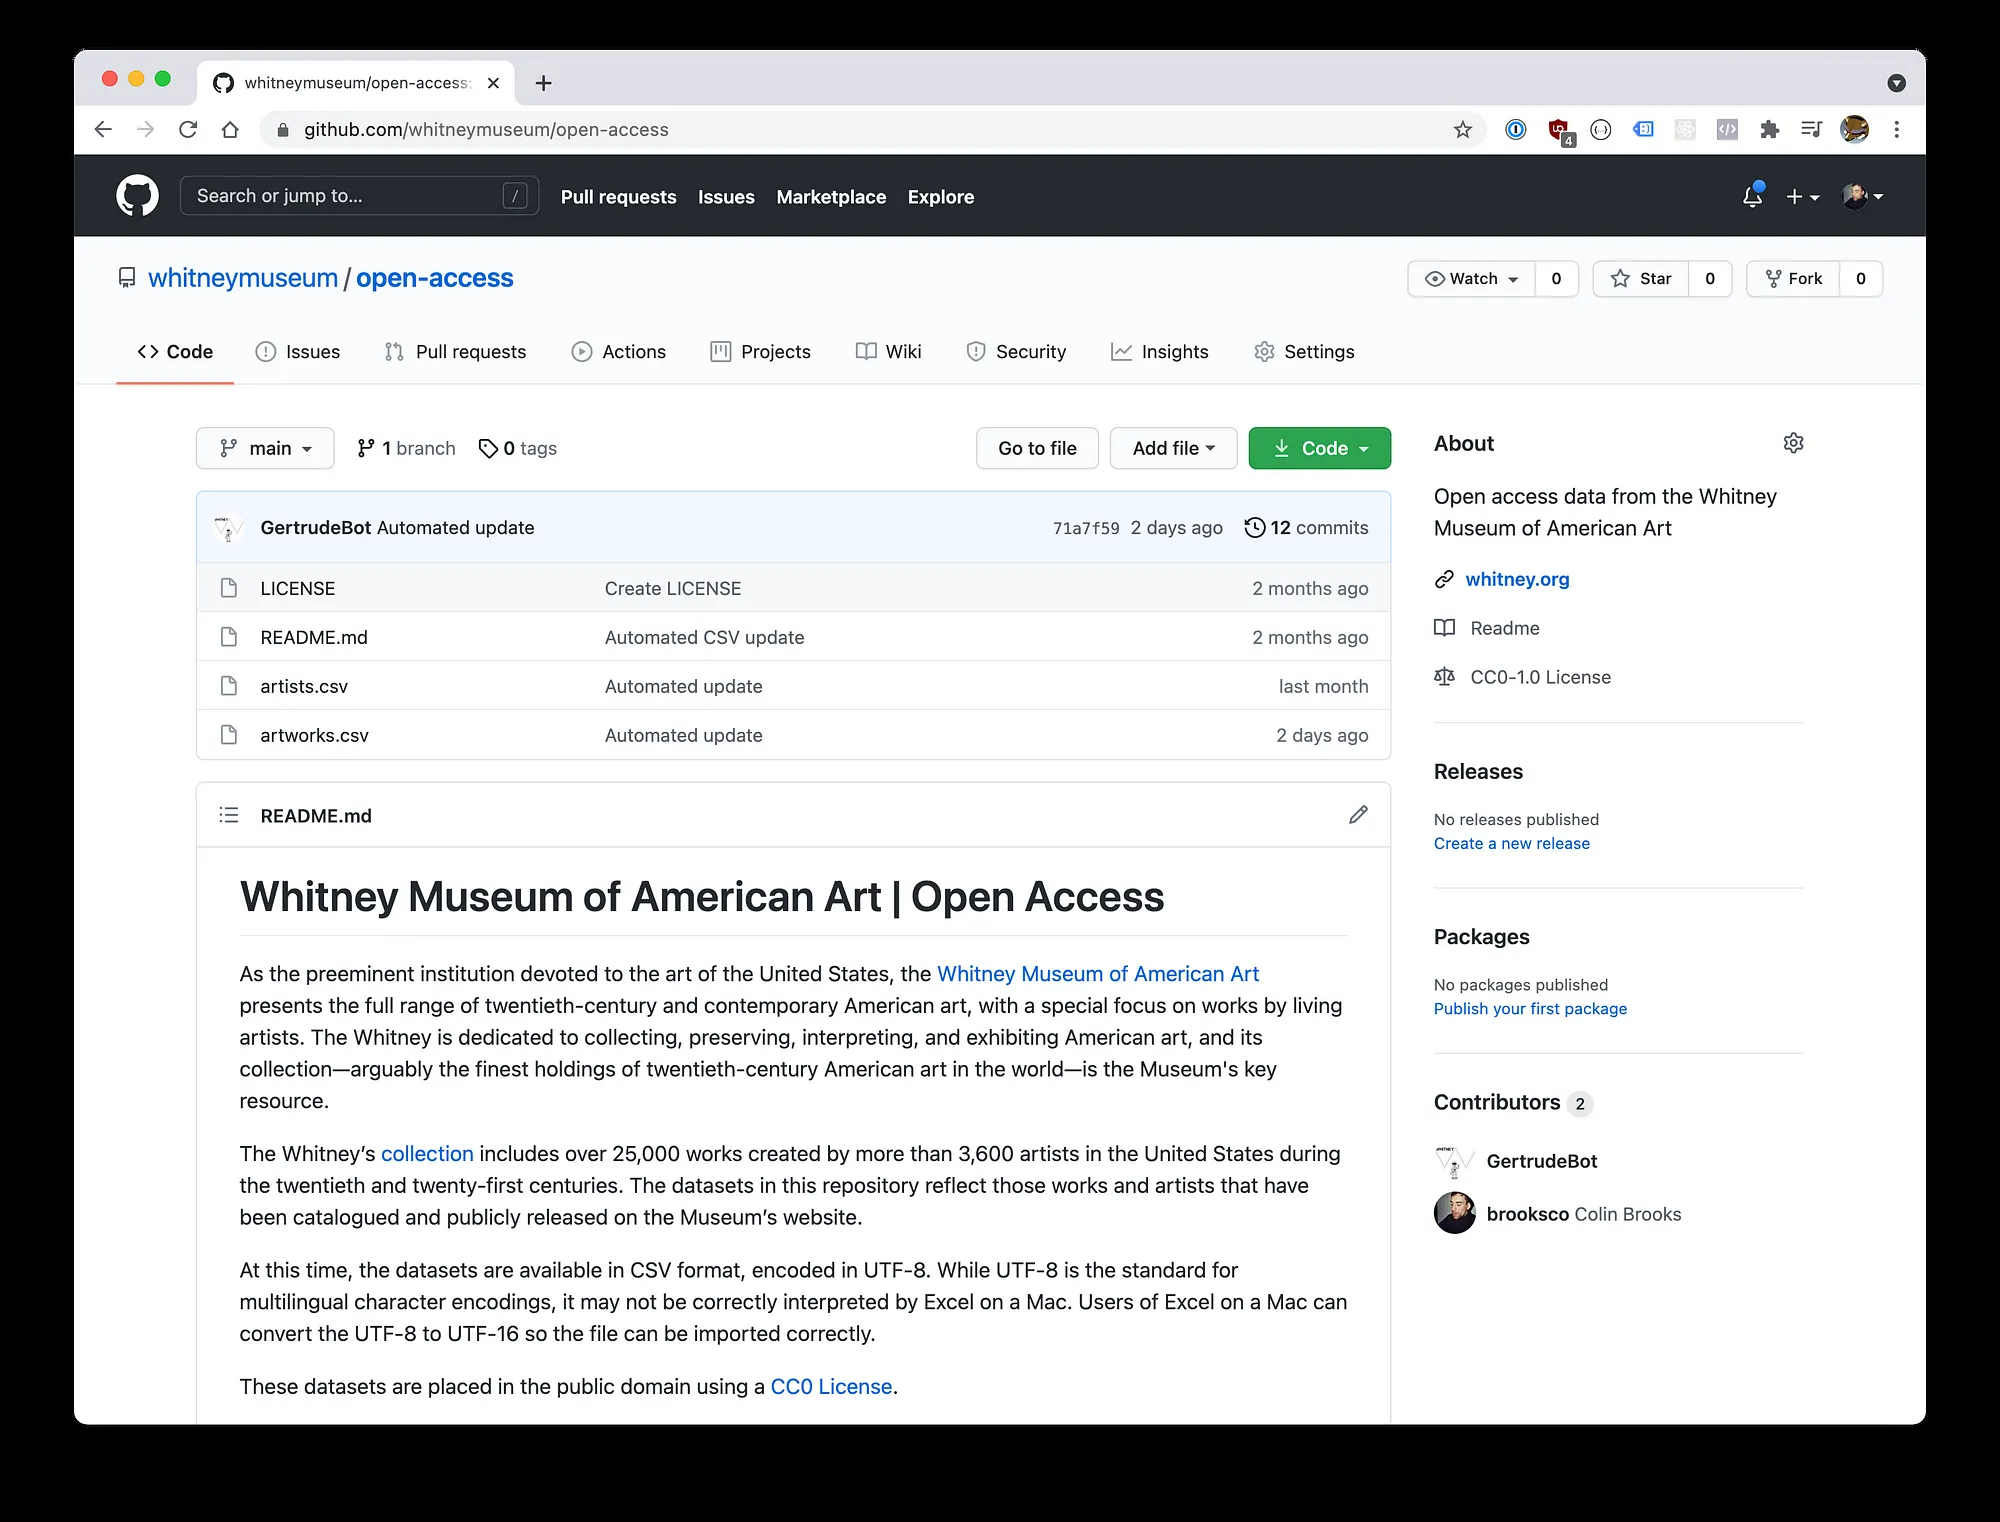 whitneymuseum/open-access:
github.com/whitneymuseum/open-access
4
Search or jump to... /
Pull requests Issues Marketplace Explore
whitneymuseum / open-access
Watch 0 Star 0 Fork 0
Code Issues Pull requests Actions Projects Wiki Security Insights Settings
main 1 branch 0 tags
Go to file Add file Code
GertrudeBot Automated update 71a7f59 2 days ago 12 commits
LICENSE Create LICENSE 2 months ago
README.md Automated CSV update 2 months ago
artists.csv Automated update last month
artworks.csv Automated update 2 days ago
README.md
Whitney Museum of American Art | Open Access
As the preeminent institution devoted to the art of the United States, the Whitney Museum of American Art
presents the full range of twentieth-century and contemporary American art, with a special focus on works by living
artists. The Whitney is dedicated to collecting, preserving, interpreting, and exhibiting American art, and its
collection—arguably the finest holdings of twentieth-century American art in the world—is the Museum's key
resource.
The Whitney’s collection includes over 25,000 works created by more than 3,600 artists in the United States during
the twentieth and twenty-first centuries. The datasets in this repository reflect those works and artists that have
been catalogued and publicly released on the Museum’s website.
At this time, the datasets are available in CSV format, encoded in UTF-8. While UTF-8 is the standard for
multilingual character encodings, it may not be correctly interpreted by Excel on a Mac. Users of Excel on a Mac can
convert the UTF-8 to UTF-16 so the file can be imported correctly.
These datasets are placed in the public domain using a CC0 License.
About
Open access data from the Whitney
Museum of American Art
whitney.org
Readme
CC0-1.0 License
Releases
No releases published
Create a new release
Packages
No packages published
Publish your first package
Contributors 2
GertrudeBot
brooksco Colin Brooks